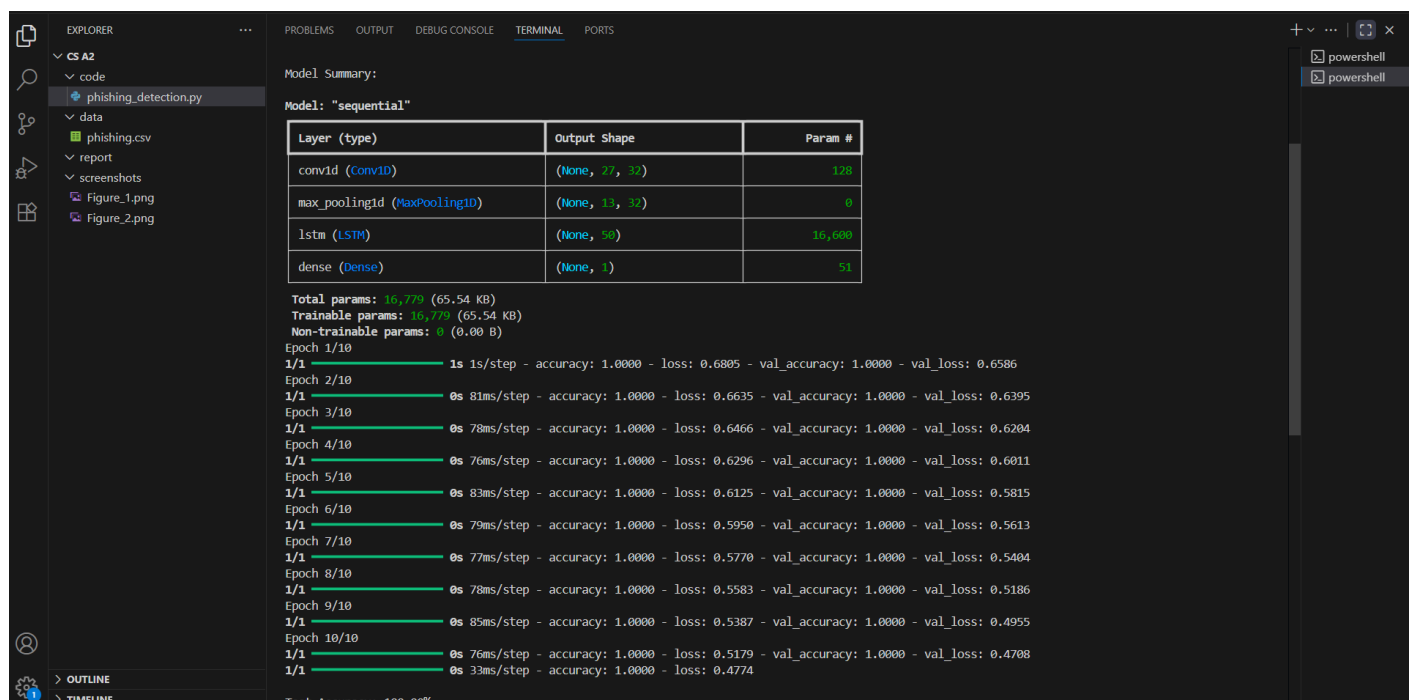 EXPLORER ...
CS A2
code
phishing_detection.py
data
phishing.csv
report
screenshots
Figure_1.png
Figure_2.png
OUTLINE
TIMELINE
1
PROBLEMS OUTPUT DEBUG CONSOLE TERMINAL PORTS
Model Summary:
Model: "sequential"
Layer (type) Output Shape Param #
conv1d (Conv1D) (None, 27, 32) 128
max_pooling1d (MaxPooling1D) (None, 13, 32) 0
lstm (LSTM) (None, 50) 16,600
dense (Dense) (None, 1) 51
Total params: 16,779 (65.54 KB)
Trainable params: 16,779 (65.54 KB)
Non-trainable params: 0 (0.00 B)
Epoch 1/10
1/1 1s 1s/step - accuracy: 1.0000 - loss: 0.6805 - val_accuracy: 1.0000 - val_loss: 0.6586
Epoch 2/10
1/1 0s 81ms/step - accuracy: 1.0000 - loss: 0.6635 - val_accuracy: 1.0000 - val_loss: 0.6395
Epoch 3/10
1/1 0s 78ms/step - accuracy: 1.0000 - loss: 0.6466 - val_accuracy: 1.0000 - val_loss: 0.6204
Epoch 4/10
1/1 0s 76ms/step - accuracy: 1.0000 - loss: 0.6296 - val_accuracy: 1.0000 - val_loss: 0.6011
Epoch 5/10
1/1 0s 83ms/step - accuracy: 1.0000 - loss: 0.6125 - val_accuracy: 1.0000 - val_loss: 0.5815
Epoch 6/10
1/1 0s 79ms/step - accuracy: 1.0000 - loss: 0.5950 - val_accuracy: 1.0000 - val_loss: 0.5613
Epoch 7/10
1/1 0s 77ms/step - accuracy: 1.0000 - loss: 0.5770 - val_accuracy: 1.0000 - val_loss: 0.5404
Epoch 8/10
1/1 0s 78ms/step - accuracy: 1.0000 - loss: 0.5583 - val_accuracy: 1.0000 - val_loss: 0.5186
Epoch 9/10
1/1 0s 85ms/step - accuracy: 1.0000 - loss: 0.5387 - val_accuracy: 1.0000 - val_loss: 0.4955
Epoch 10/10
1/1 0s 76ms/step - accuracy: 1.0000 - loss: 0.5179 - val_accuracy: 1.0000 - val_loss: 0.4708
1/1 0s 33ms/step - accuracy: 1.0000 - loss: 0.4774
powershell
powershell